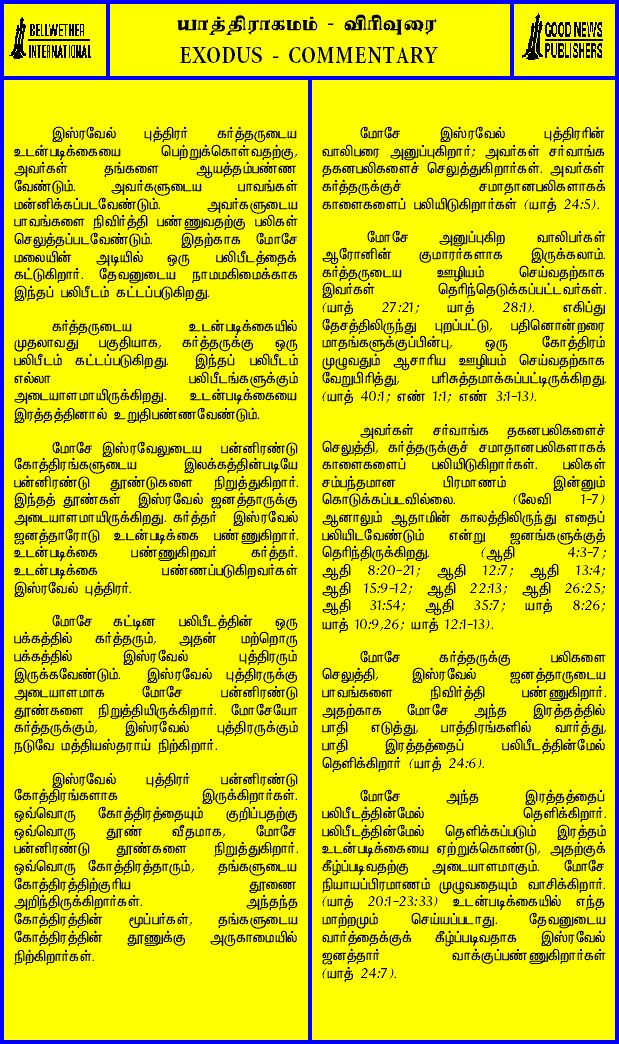 BELLWETHER
INTERNATIONAL
யாத்திராகமம் - விரிவுரை
EXODUS - COMMENTARY
GOOD NEWS
PUBLISHERS
இஸ்ரவேல் புத்திரர் கர்த்தருடைய
உடன்படிக்கையை பெற்றுக்கொள்வதற்கு,
அவர்கள் தங்களை ஆயத்தம்பண்ண
வேண்டும். அவர்களுடைய பாவங்கள்
மன்னிக்கப்படவேண்டும். அவர்களுடைய
பாவங்களை நிவிர்த்தி பண்ணுவதற்கு பலிகள்
செலுத்தப்படவேண்டும். இதற்காக மோசே
மலையின் அடியில் ஒரு பலிபீடத்தைக்
கட்டுகிறார். தேவனுடைய நாமமகிமைக்காக
இந்தப் பலிபீடம் கட்டப்படுகிறது.
கர்த்தருடைய உடன்படிக்கையில்
முதலாவது பகுதியாக, கர்த்தருக்கு ஒரு
பலிபீடம் கட்டப்படுகிறது. இந்தப் பலிபீடம்
எல்லா பலிபீடங்களுக்கும்
அடையாளமாயிருக்கிறது. உடன்படிக்கையை
இரத்தத்தினால் உறுதிபண்ணவேண்டும்.
மோசே இஸ்ரவேலுடைய பன்னிரண்டு
கோத்திரங்களுடைய இலக்கத்தின்படியே
பன்னிரண்டு தூண்டுகளை நிறுத்துகிறார்.
இந்தத் தூண்கள் இஸ்ரவேல் ஜனத்தாருக்கு
அடையாளமாயிருக்கிறது. கர்த்தர் இஸ்ரவேல்
ஜனத்தாரோடு உடன்படிக்கை பண்ணுகிறார்.
உடன்படிக்கை பண்ணுகிறவர் கர்த்தர்.
உடன்படிக்கை பண்ணப்படுகிறவர்கள்
இஸ்ரவேல் புத்திரர்.
மோசே கட்டின பலிபீடத்தின் ஒரு
பக்கத்தில் கர்த்தரும், அதன் மற்றொரு
பக்கத்தில் இஸ்ரவேல் புத்திரரும்
இருக்கவேண்டும். இஸ்ரவேல் புத்திரருக்கு
அடையாளமாக மோசே பன்னிரண்டு
தூண்களை நிறுத்தியிருக்கிறார். மோசேயோ
கர்த்தருக்கும், இஸ்ரவேல் புத்திரருக்கும்
நடுவே மத்தியஸ்தராய் நிற்கிறார்.
இஸ்ரவேல் புத்திரர் பன்னிரண்டு
கோத்திரங்களாக இருக்கிறார்கள்.
ஒவ்வொரு கோத்திரத்தையும் குறிப்பதற்கு
ஒவ்வொரு தூண் வீதமாக, மோசே
பன்னிரண்டு தூண்களை நிறுத்துகிறார்.
ஒவ்வொரு கோத்திரத்தாரும், தங்களுடைய
கோத்திரத்திற்குரிய தூணை
அறிந்திருக்கிறார்கள். அந்தந்த
கோத்திரத்தின் மூப்பர்கள், தங்களுடைய
கோத்திரத்தின் தூணுக்கு அருகாமையில்
நிற்கிறார்கள்.
மோசே இஸ்ரவேல் புத்திரரின்
வாலிபரை அனுப்புகிறார்; அவர்கள் சர்வாங்க
தகனபலிகளைச் செலுத்துகிறார்கள். அவர்கள்
கர்த்தருக்குச் சமாதானபலிகளாகக்
காளைகளைப் பலியிடுகிறார்கள் (யாத் 24:5).
மோசே அனுப்புகிற வாலிபர்கள்
ஆரோனின் குமாரர்களாக இருக்கலாம்.
கர்த்தருடைய ஊழியம் செய்வதற்காக
இவர்கள் தெரிந்தெடுக்கப்பட்டவர்கள்.
(யாத் 27:21; யாத் 28:1). எகிப்து
தேசத்திலிருந்து புறப்பட்டு, பதினொன்றரை
மாதங்களுக்குப்பின்பு, ஒரு கோத்திரம்
முழுவதும் ஆசாரிய ஊழியம் செய்வதற்காக
வேறுபிரித்து, பரிசுத்தமாக்கப்பட்டிருக்கிறது.
(யாத் 40:1; எண் 1:1; எண் 3:1-13).
அவர்கள் சர்வாங்க தகனபலிகளைச்
செலுத்தி, கர்த்தருக்குச் சமாதானபலிகளாகக்
காளைகளைப் பலியிடுகிறார்கள். பலிகள்
சம்பந்தமான பிரமாணம் இன்னும்
கொடுக்கப்படவில்லை. (லேவி 1-7)
ஆனாலும் ஆதாமின் காலத்திலிருந்து எதைப்
பலியிடவேண்டும் என்று ஜனங்களுக்குத்
தெரிந்திருக்கிறது. (ஆதி 4:3-7;
ஆதி 8:20-21; ஆதி 12:7; ஆதி 13:4;
ஆதி 15:9-12; ஆதி 22:13; ஆதி 26:25;
ஆதி 31:54; ஆதி 35:7; யாத் 8:26;
யாத் 10:9,26; யாத் 12:1-13).
மோசே கர்த்தருக்கு பலிகளை
செலுத்தி, இஸ்ரவேல் ஜனத்தாருடைய
பாவங்களை நிவிர்த்தி பண்ணுகிறார்.
அதற்காக மோசே அந்த இரத்தத்தில்
பாதி எடுத்து, பாத்திரங்களில் வார்த்து,
பாதி இரத்தத்தைப் பலிபீடத்தின்மேல்
தெளிக்கிறார் (யாத் 24:6).
மோசே அந்த இரத்தத்தைப்
பலிபீடத்தின்மேல் தெளிக்கிறார்.
பலிபீடத்தின்மேல் தெளிக்கப்படும் இரத்தம்
உடன்படிக்கையை ஏற்றுக்கொண்டு, அதற்குக்
கீழ்ப்படிவதற்கு அடையாளமாகும். மோசே
நியாயப்பிரமாணம் முழுவதையும் வாசிக்கிறார்.
(யாத் 20:1-23:33) உடன்படிக்கையில் எந்த
மாற்றமும் செய்யப்படாது. தேவனுடைய
வார்த்தைக்குக் கீழ்ப்படிவதாக இஸ்ரவேல்
ஜனத்தார் வாக்குப்பண்ணுகிறார்கள்
(யாத் 24:7).